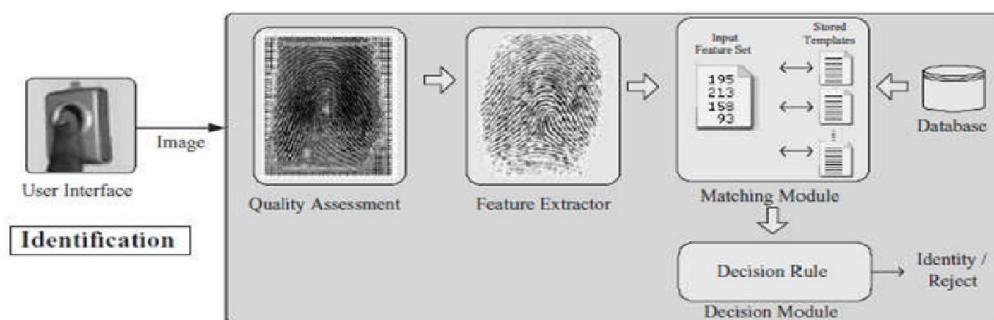 Input
Feature Set
Stored
Templates
195
213
158
93
Image
User Interface
Quality Assessment
Feature Extractor
Matching Module
Database
Identification
Decision Rule
Identity /
Reject
Decision Module